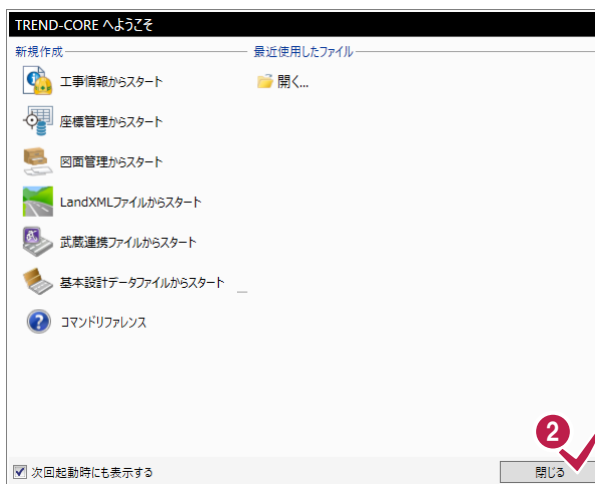 TREND-CORE へようこそ
新規作成
最近使用したファイル
工事情報からスタート
開く...
座標管理からスタート
図面管理からスタート
LandXMLファイルからスタート
武蔵連携ファイルからスタート
基本設計データファイルからスタート
コマンドリファレンス
2
次回起動時にも表示する
閉じる